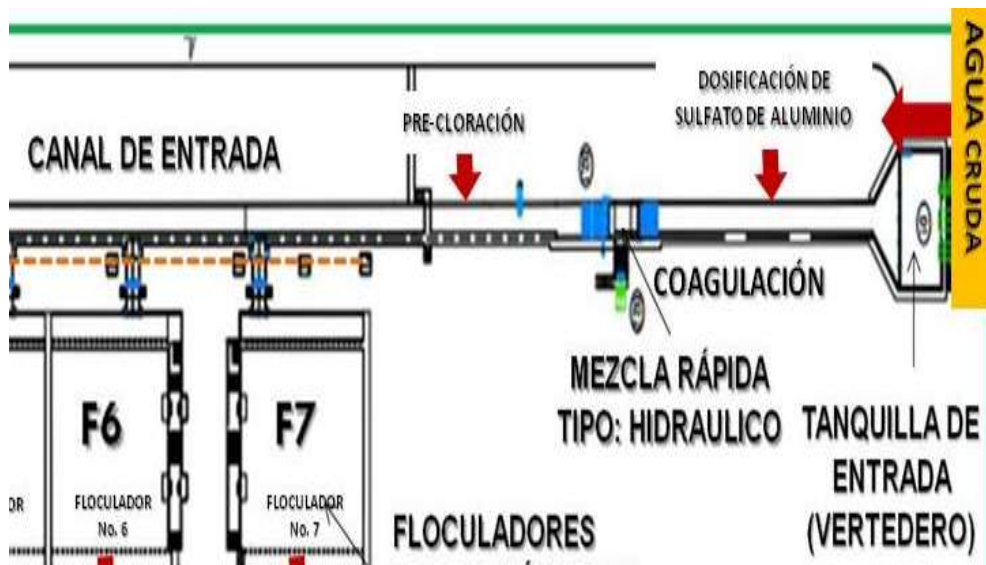 AGUA CRUDA
DOSIFICACIÓN DE
SULFATO DE ALUMINIO
PRE-CLORACIÓN
CANAL DE ENTRADA
COAGULACIÓN
MEZCLA RÁPIDA
TIPO: HIDRAULICO
TANQUILLA DE
ENTRADA
(VERTEDERO)
F6
F7
OR
FLOCULADOR
No. 6
FLOCULADOR
No. 7
FLOCULADORES